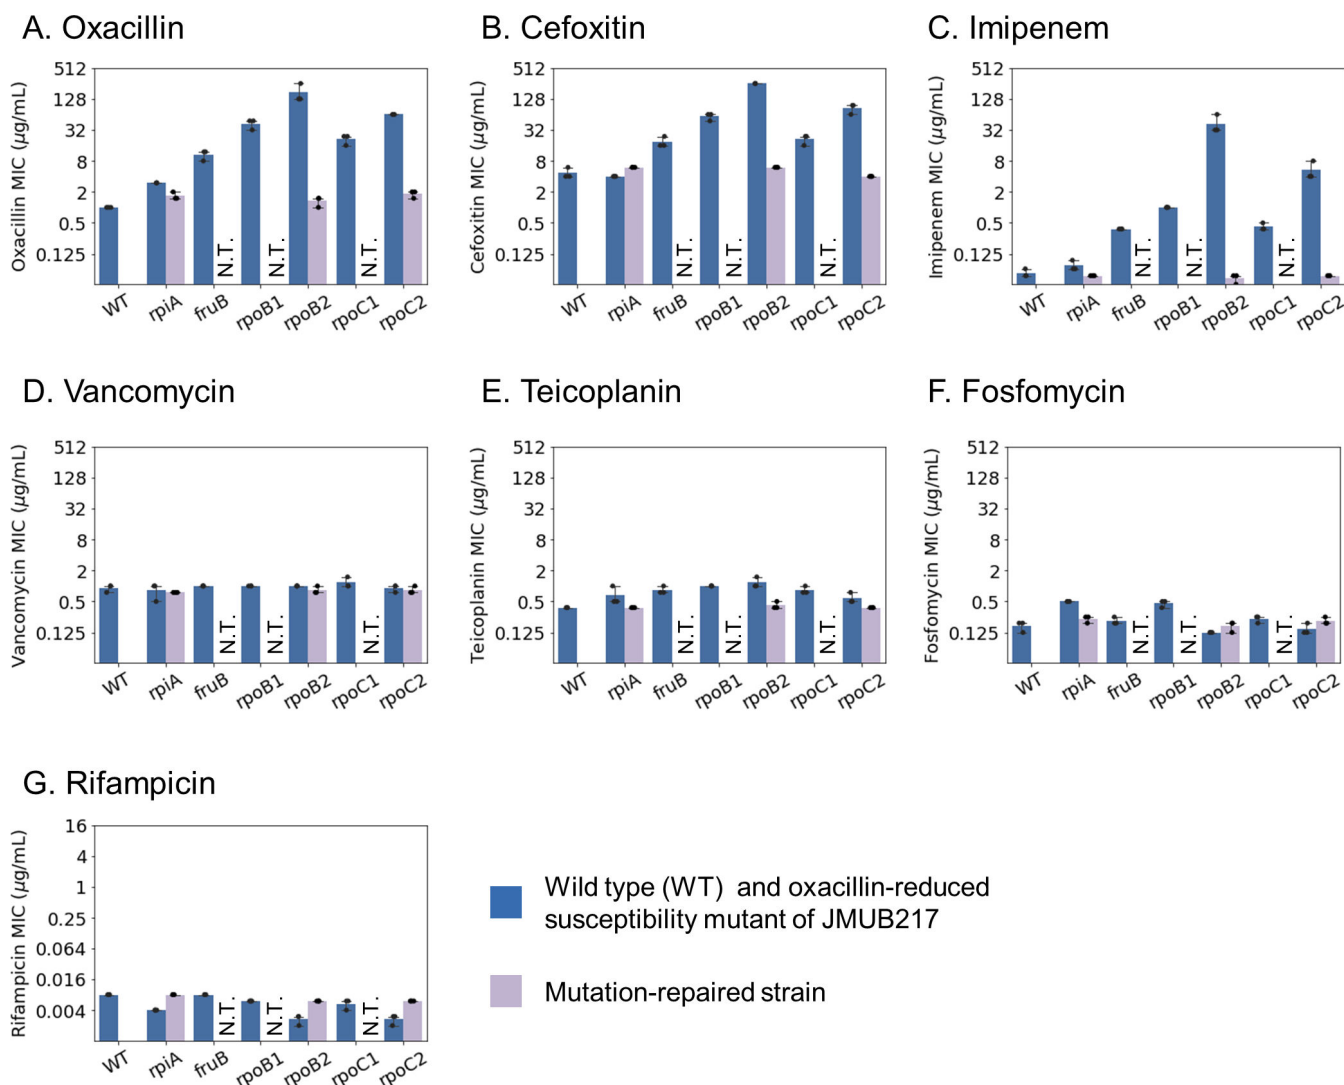 A. Oxacillin
B. Cefoxitin
C. Imipenem
Oxacillin MIC (μg/mL)
512
128
32
8
2
0.5
0.125
N.T.
N.T.
N.T.
WT
rpiA
fruB
rpoB1
rpoB2
rpoC1
rpoC2
Cefoxitin MIC (μg/mL)
512
128
32
8
2
0.5
0.125
N.T.
N.T.
N.T.
WT
rpiA
fruB
rpoB1
rpoB2
rpoC1
rpoC2
Imipenem MIC (μg/mL)
512
128
32
8
2
0.5
0.125
N.T.
N.T.
N.T.
WT
rpiA
fruB
rpoB1
rpoB2
rpoC1
rpoC2
D. Vancomycin
E. Teicoplanin
F. Fosfomycin
Vancomycin MIC (μg/mL)
512
128
32
8
2
0.5
0.125
N.T.
N.T.
N.T.
WT
rpiA
fruB
rpoB1
rpoB2
rpoC1
rpoC2
Teicoplanin MIC (μg/mL)
512
128
32
8
2
0.5
0.125
N.T.
N.T.
N.T.
WT
rpiA
fruB
rpoB1
rpoB2
rpoC1
rpoC2
Fosfomycin MIC (μg/mL)
512
128
32
8
2
0.5
0.125
N.T.
N.T.
N.T.
WT
rpiA
fruB
rpoB1
rpoB2
rpoC1
rpoC2
G. Rifampicin
Rifampicin MIC (μg/mL)
16
4
1
0.25
0.064
0.016
0.004
N.T.
N.T.
N.T.
WT
rpiA
fruB
rpoB1
rpoB2
rpoC1
rpoC2
Wild type (WT) and oxacillin-reduced
susceptibility mutant of JMUB217
Mutation-repaired strain